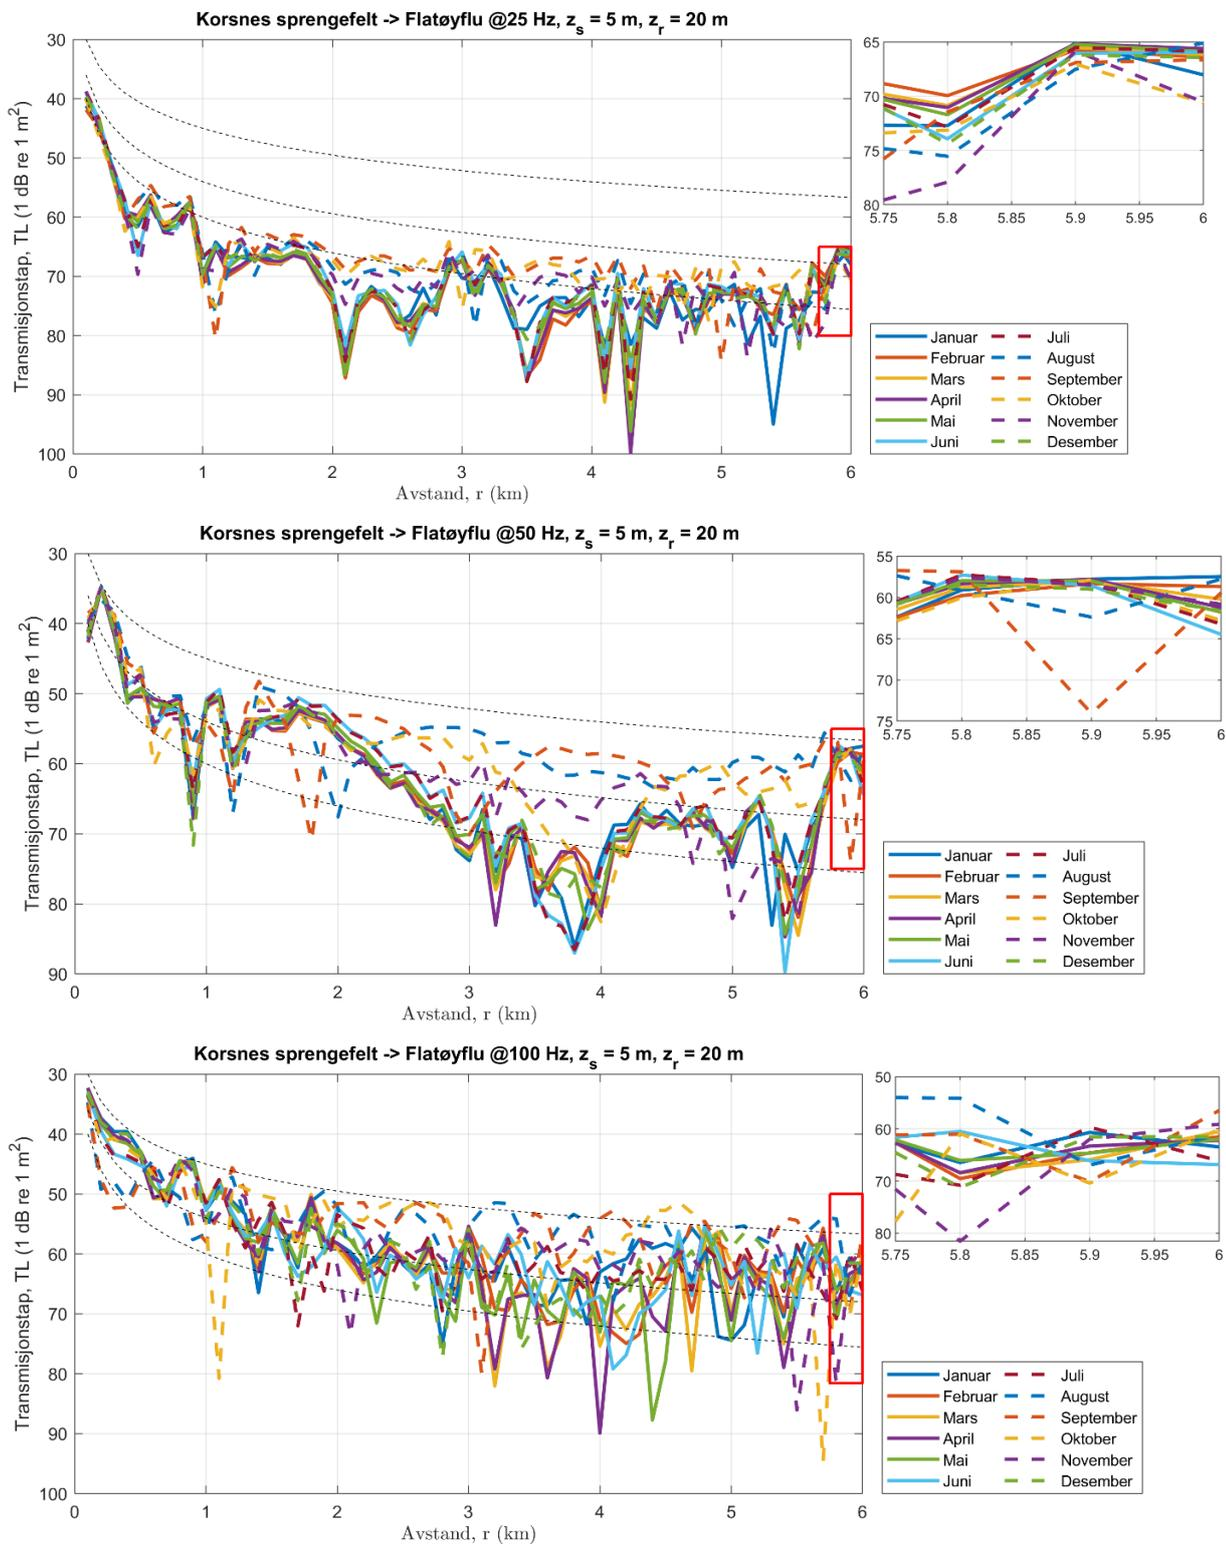 Korsnes sprengefelt -> Flatøyflu @25 Hz, z_s = 5 m, z_r = 20 m
30
40
50
60
70
80
90
100
Transmisjonstap, TL (1 dB re 1 m²)
0 1 2 3 4 5 6
Avstand, r (km)
65
70
75
80
5.75 5.8 5.85 5.9 5.95 6
Januar Juli
Februar August
Mars September
April Oktober
Mai November
Juni Desember
Korsnes sprengefelt -> Flatøyflu @50 Hz, z_s = 5 m, z_r = 20 m
30
40
50
60
70
80
90
Transmisjonstap, TL (1 dB re 1 m²)
0 1 2 3 4 5 6
Avstand, r (km)
55
60
65
70
75
5.75 5.8 5.85 5.9 5.95 6
Januar Juli
Februar August
Mars September
April Oktober
Mai November
Juni Desember
Korsnes sprengefelt -> Flatøyflu @100 Hz, z_s = 5 m, z_r = 20 m
30
40
50
60
70
80
90
100
Transmisjonstap, TL (1 dB re 1 m²)
0 1 2 3 4 5 6
Avstand, r (km)
50
60
70
80
5.75 5.8 5.85 5.9 5.95 6
Januar Juli
Februar August
Mars September
April Oktober
Mai November
Juni Desember